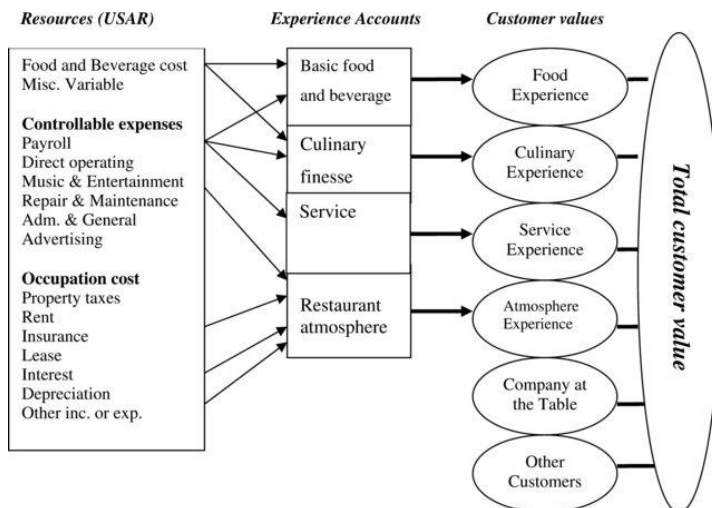 Resources (USAR)
Experience Accounts
Customer values
Food and Beverage cost
Misc. Variable
Controllable expenses
Payroll
Direct operating
Music & Entertainment
Repair & Maintenance
Adm. & General
Advertising
Occupation cost
Property taxes
Rent
Insurance
Lease
Interest
Depreciation
Other inc. or exp.
Basic food
and beverage
Culinary
finesse
Service
Restaurant
atmosphere
Food
Experience
Culinary
Experience
Service
Experience
Atmosphere
Experience
Company at
the Table
Other
Customers
Total customer value